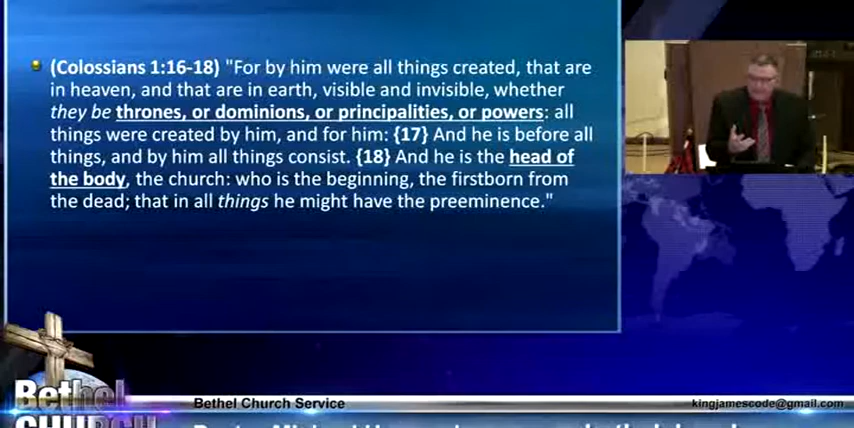 (Colossians 1:16-18) "For by him were all things created, that are
in heaven, and that are in earth, visible and invisible, whether
they be thrones, or dominions, or principalities, or powers: all
things were created by him, and for him: {17} And he is before all
things, and by him all things consist. {18} And he is the head of
the body, the church: who is the beginning, the firstborn from
the dead; that in all things he might have the preeminence."
Bethel
CHURCH
Bethel Church Service
kingjamescode@gmail.com